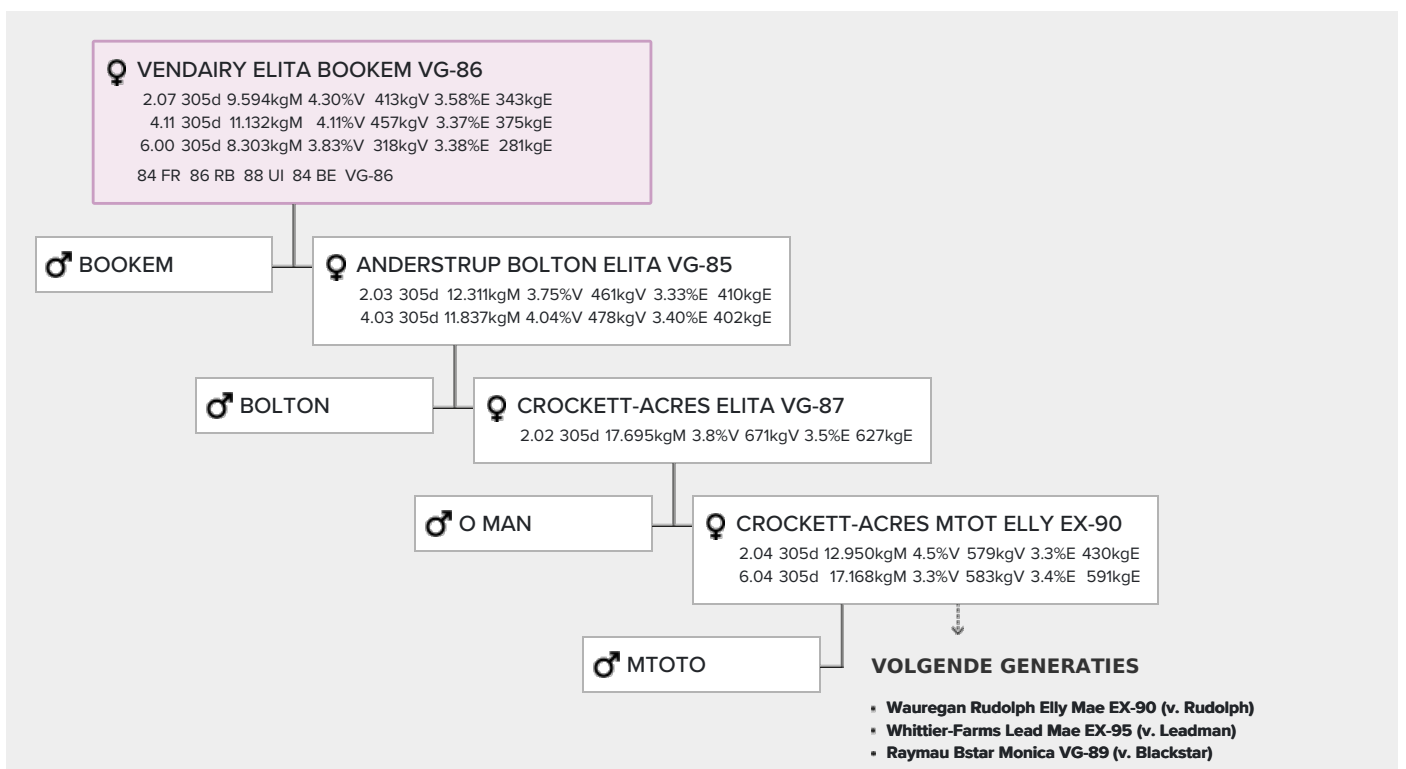 VENDAIRY ELITA BOOKEM VG-86
2.07 305d 9.594kgM 4.30%V 413kgV 3.58%E 343kgE
4.11 305d 11.132kgM 4.11%V 457kgV 3.37%E 375kgE
6.00 305d 8.303kgM 3.83%V 318kgV 3.38%E 281kgE
84 FR 86 RB 88 UI 84 BE VG-86
BOOKEM
ANDERSTRUP BOLTON ELITA VG-85
2.03 305d 12.311kgM 3.75%V 461kgV 3.33%E 410kgE
4.03 305d 11.837kgM 4.04%V 478kgV 3.40%E 402kgE
BOLTON
CROCKETT-ACRES ELITA VG-87
2.02 305d 17.695kgM 3.8%V 671kgV 3.5%E 627kgE
O MAN
CROCKETT-ACRES MTOT ELLY EX-90
2.04 305d 12.950kgM 4.5%V 579kgV 3.3%E 430kgE
6.04 305d 17.168kgM 3.3%V 583kgV 3.4%E 591kgE
MTOTO
VOLGENDE GENERATIES
• Wauregan Rudolph Elly Mae EX-90 (v. Rudolph)
• Whittier-Farms Lead Mae EX-95 (v. Leadman)
• Raymau Bstar Monica VG-89 (v. Blackstar)